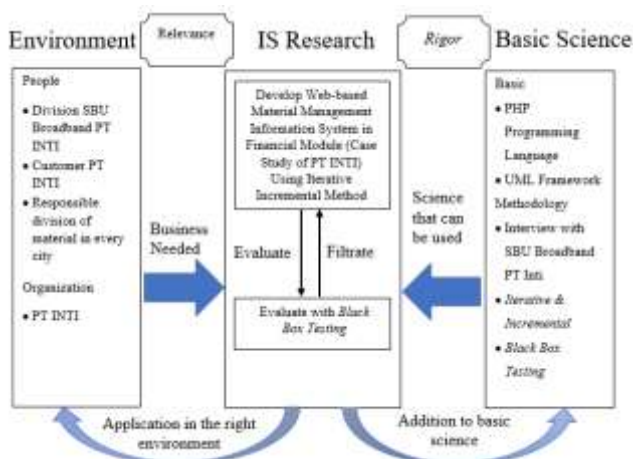 Environment
Relevance
IS Research
Rigor
Basic Science
People
• Division SBU
Broadband PT
INTI
• Customer PT
INTI
• Responsible
division of
material in every
city
Organization
• PT INTI
Business
Needed
Develop Web-based
Material Management
Information System in
Financial Module (Case
Study of PT INTI)
Using Iterative
Incremental Method
Evaluate
Filtrate
Evaluate with Black
Box Testing
Science
that can
be used
Basic
• PHP
Programming
Language
• UML Framework
Methodology
• Interview with
SBU Broadband
PT Inti
• Iterative &
Incremental
• Black Box
Testing
Application in the right
environment
Addition to basic
science